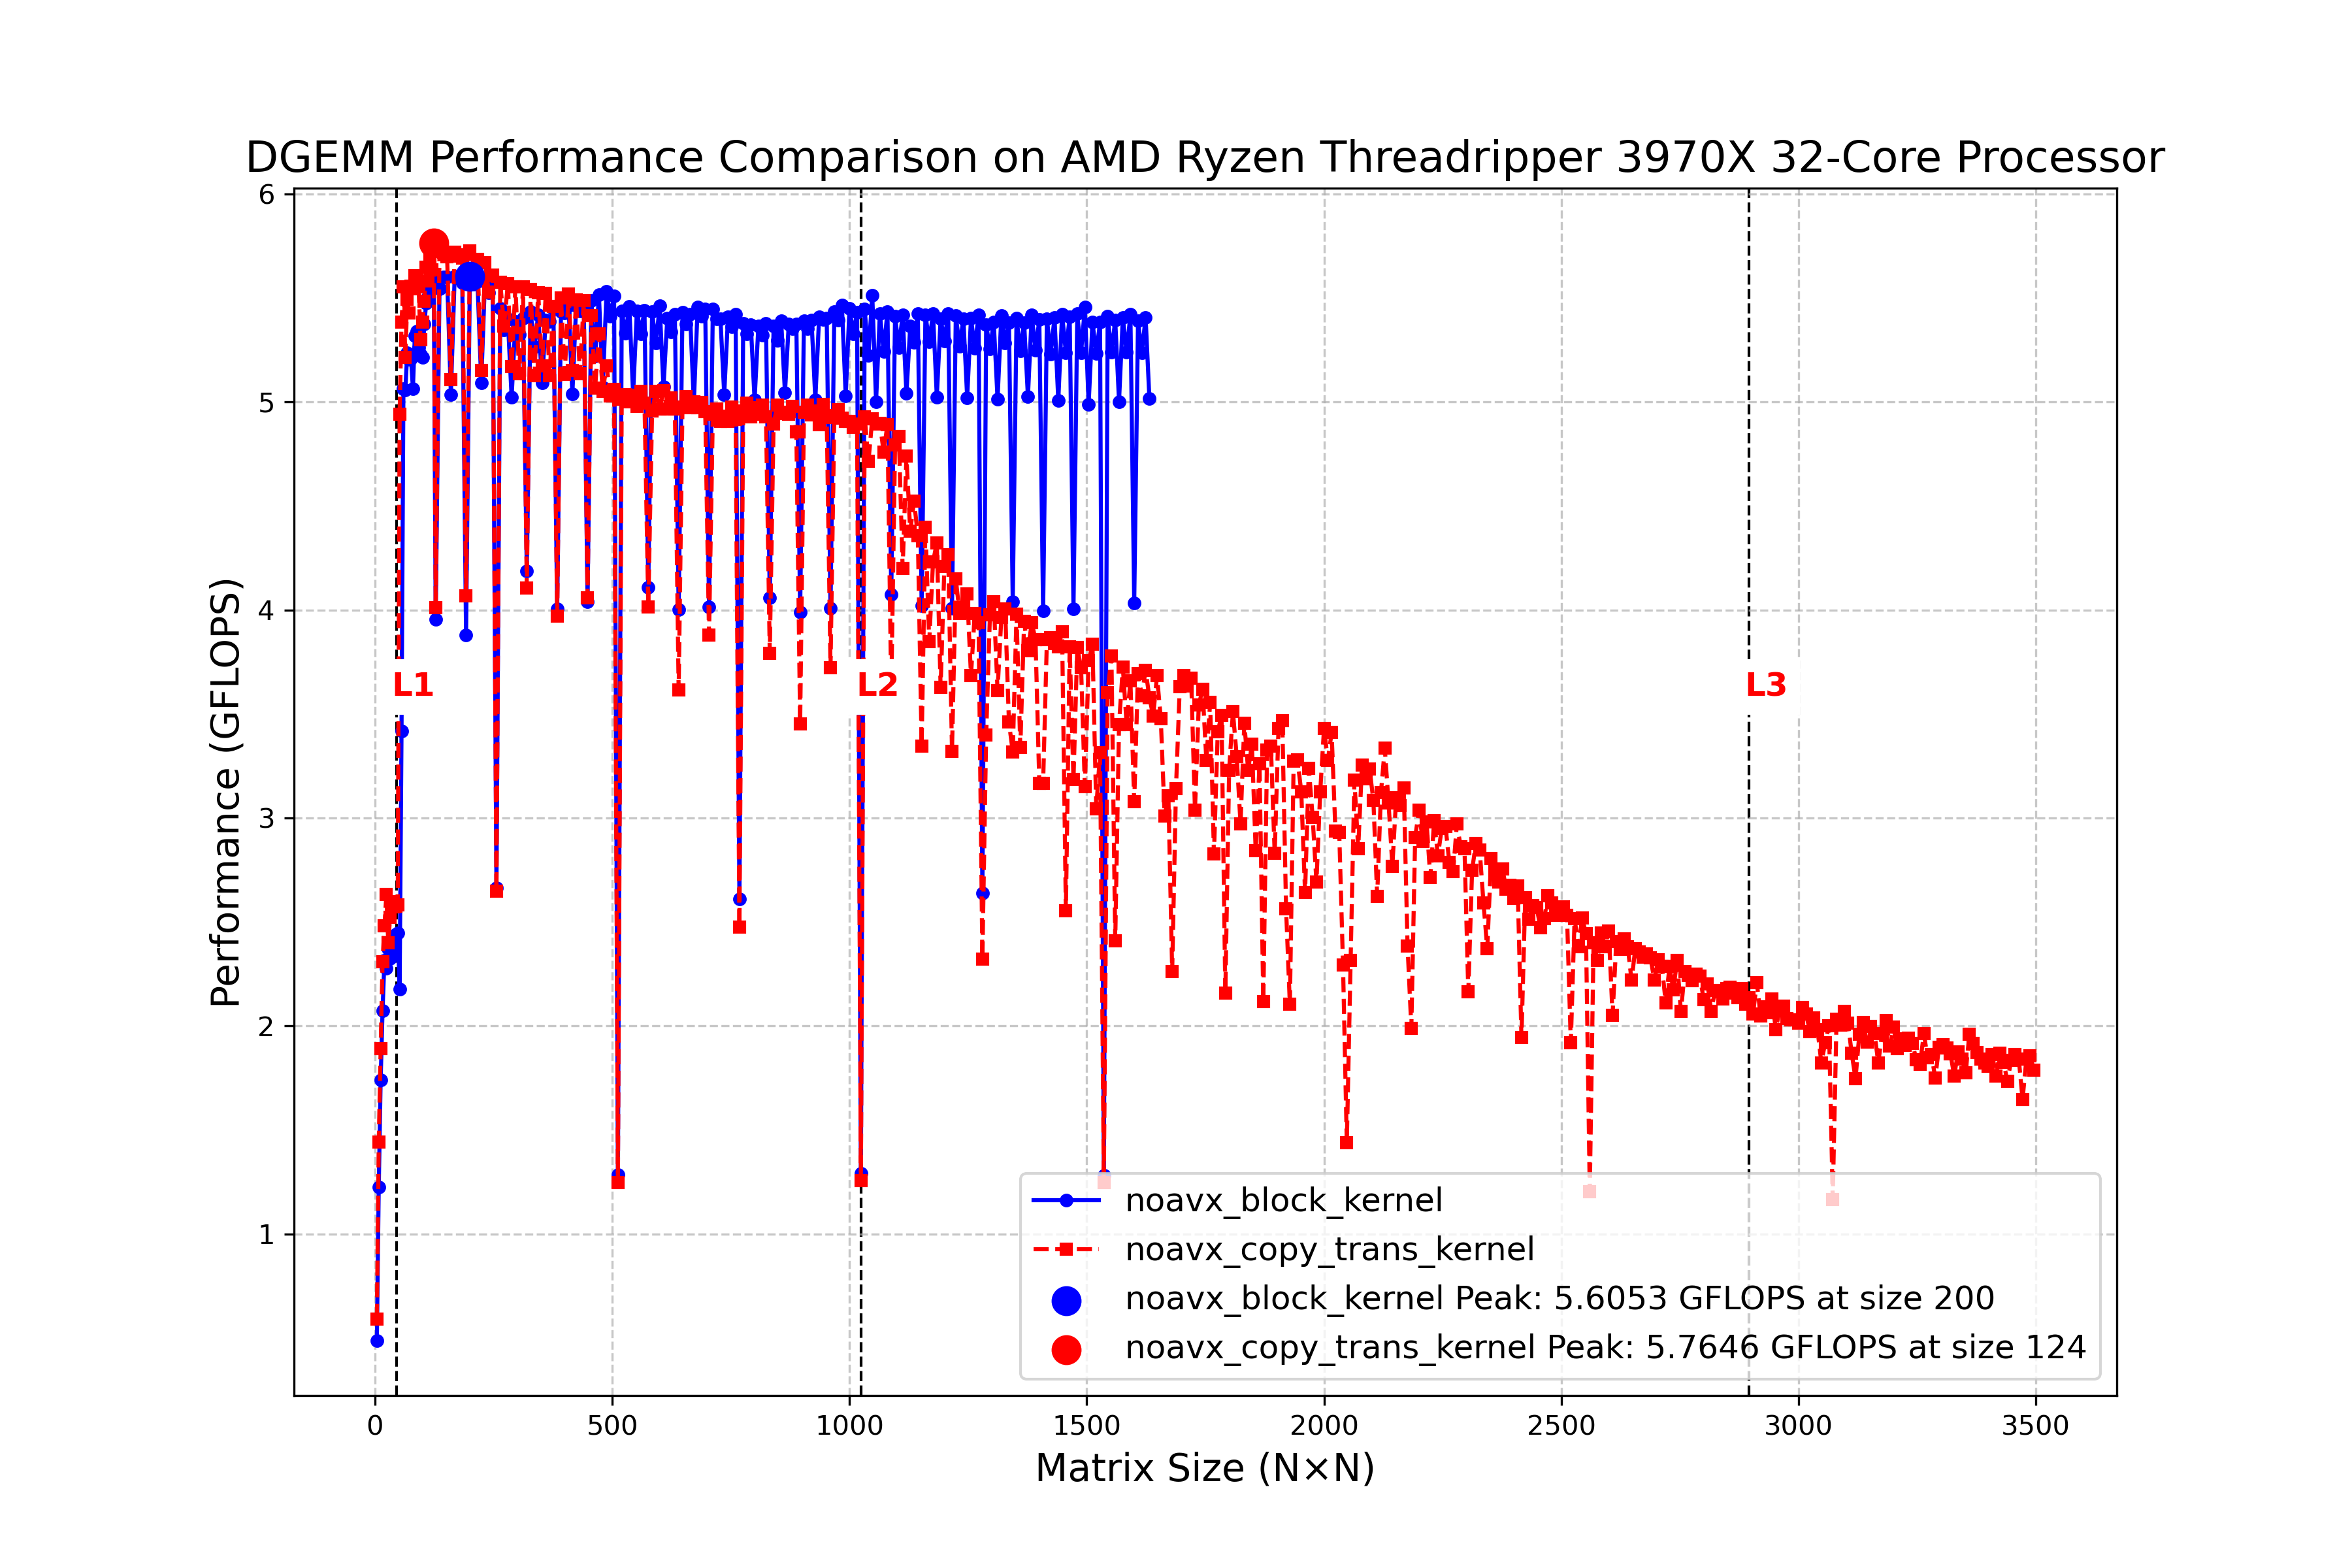 DGEMM Performance Comparison on AMD Ryzen Threadripper 3970X 32-Core Processor
Performance (GFLOPS)
6
5
4
3
2
1
L1
L2
L3
noavx_block_kernel
noavx_copy_trans_kernel
noavx_block_kernel Peak: 5.6053 GFLOPS at size 200
noavx_copy_trans_kernel Peak: 5.7646 GFLOPS at size 124
0
500
1000
1500
2000
2500
3000
3500
Matrix Size (N×N)